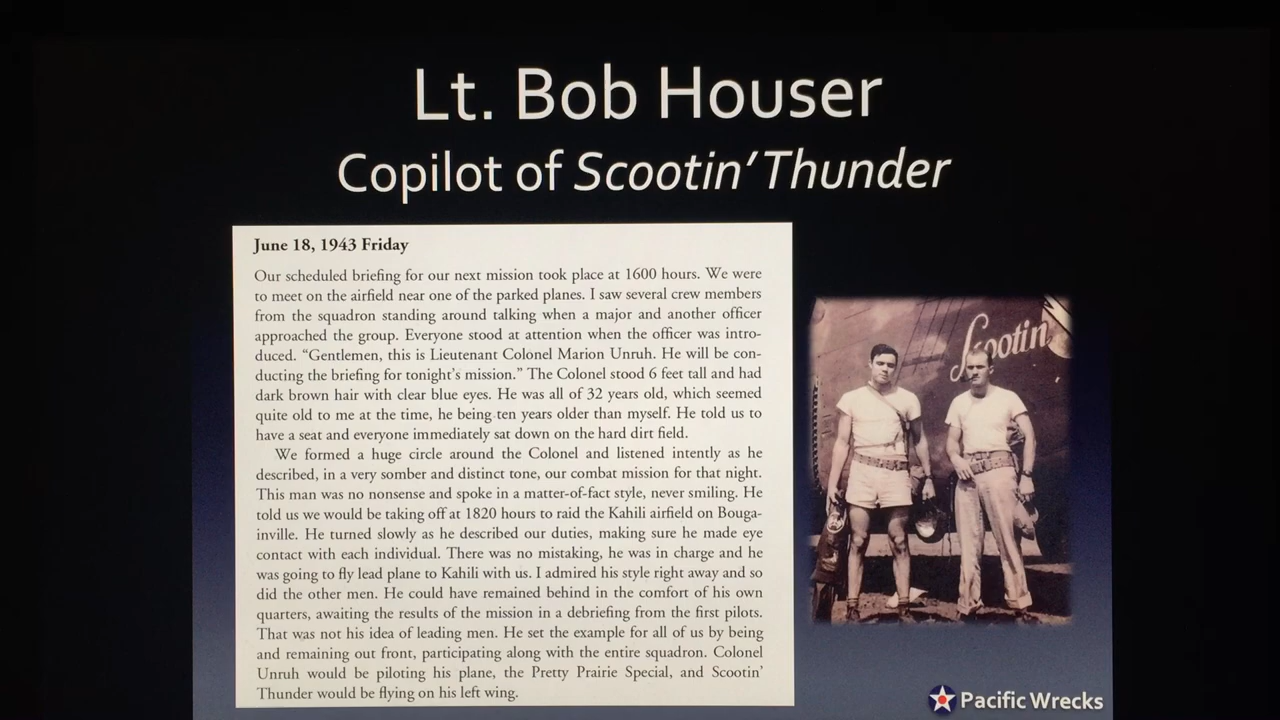 Lt. Bob Houser
Copilot of Scootin' Thunder
June 18, 1943 Friday
Our scheduled briefing for our next mission took place at 1600 hours. We were
to meet on the airfield near one of the parked planes. I saw several crew members
from the squadron standing around talking when a major and another officer
approached the group. Everyone stood at attention when the officer was intro-
duced. “Gentlemen, this is Lieutenant Colonel Marion Unruh. He will be con-
ducting the briefing for tonight's mission.” The Colonel stood 6 feet tall and had
dark brown hair with clear blue eyes. He was all of 32 years old, which seemed
quite old to me at the time, he being ten years older than myself. He told us to
have a seat and everyone immediately sat down on the hard dirt field.
We formed a huge circle around the Colonel and listened intently as he
described, in a very somber and distinct tone, our combat mission for that night.
This man was no nonsense and spoke in a matter-of-fact style, never smiling. He
told us we would be taking off at 1820 hours to raid the Kahili airfield on Bouga-
inville. He turned slowly as he described our duties, making sure he made eye
contact with each individual. There was no mistaking, he was in charge and he
was going to fly lead plane to Kahili with us. I admired his style right away and so
did the other men. He could have remained behind in the comfort of his own
quarters, awaiting the results of the mission in a debriefing from the first pilots.
That was not his idea of leading men. He set the example for all of us by being
and remaining out front, participating along with the entire squadron. Colonel
Unruh would be piloting his plane, the Pretty Prairie Special, and Scootin'
Thunder would be flying on his left wing.
Scootin
Pacific Wrecks